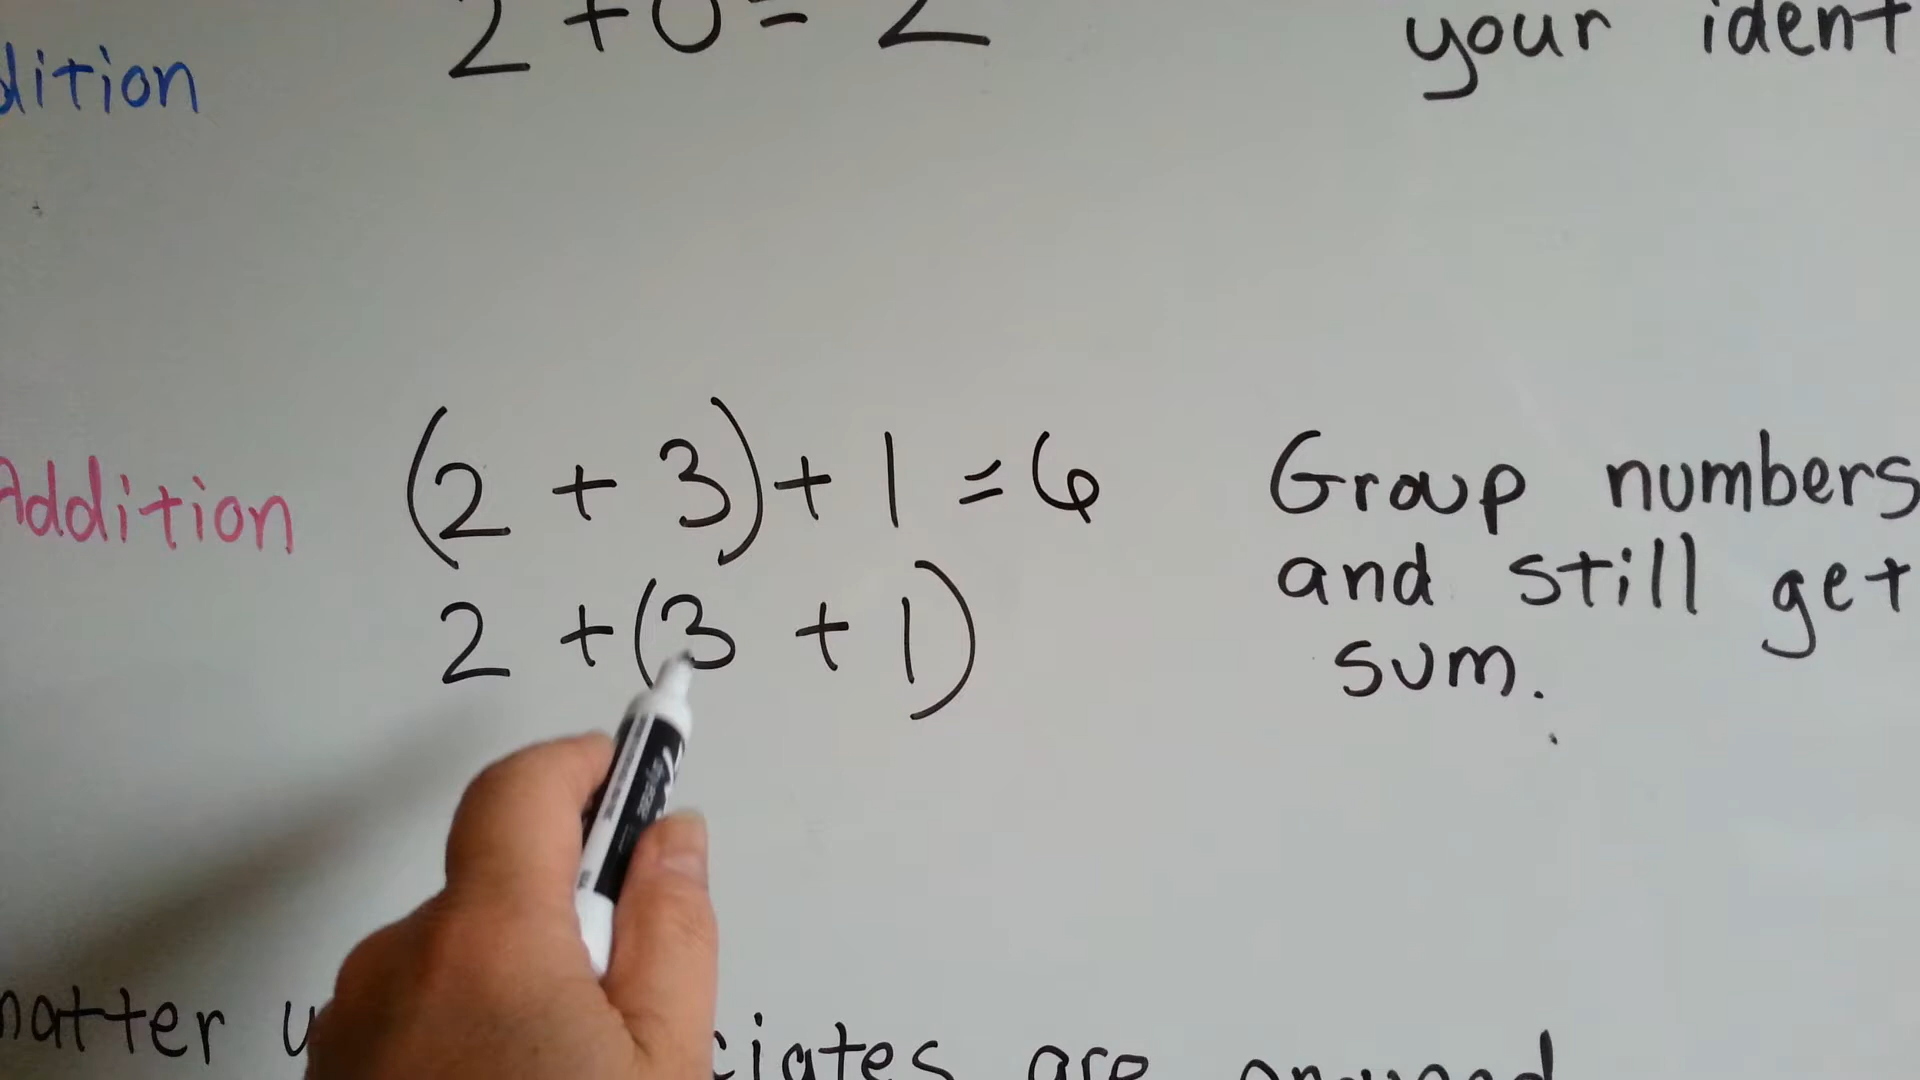 2 + 0 = 2
your ident
dition
Addition
(2 + 3) + 1 = 6
2 + (3 + 1)
Group numbers
and still get
sum.
matter
ciates are